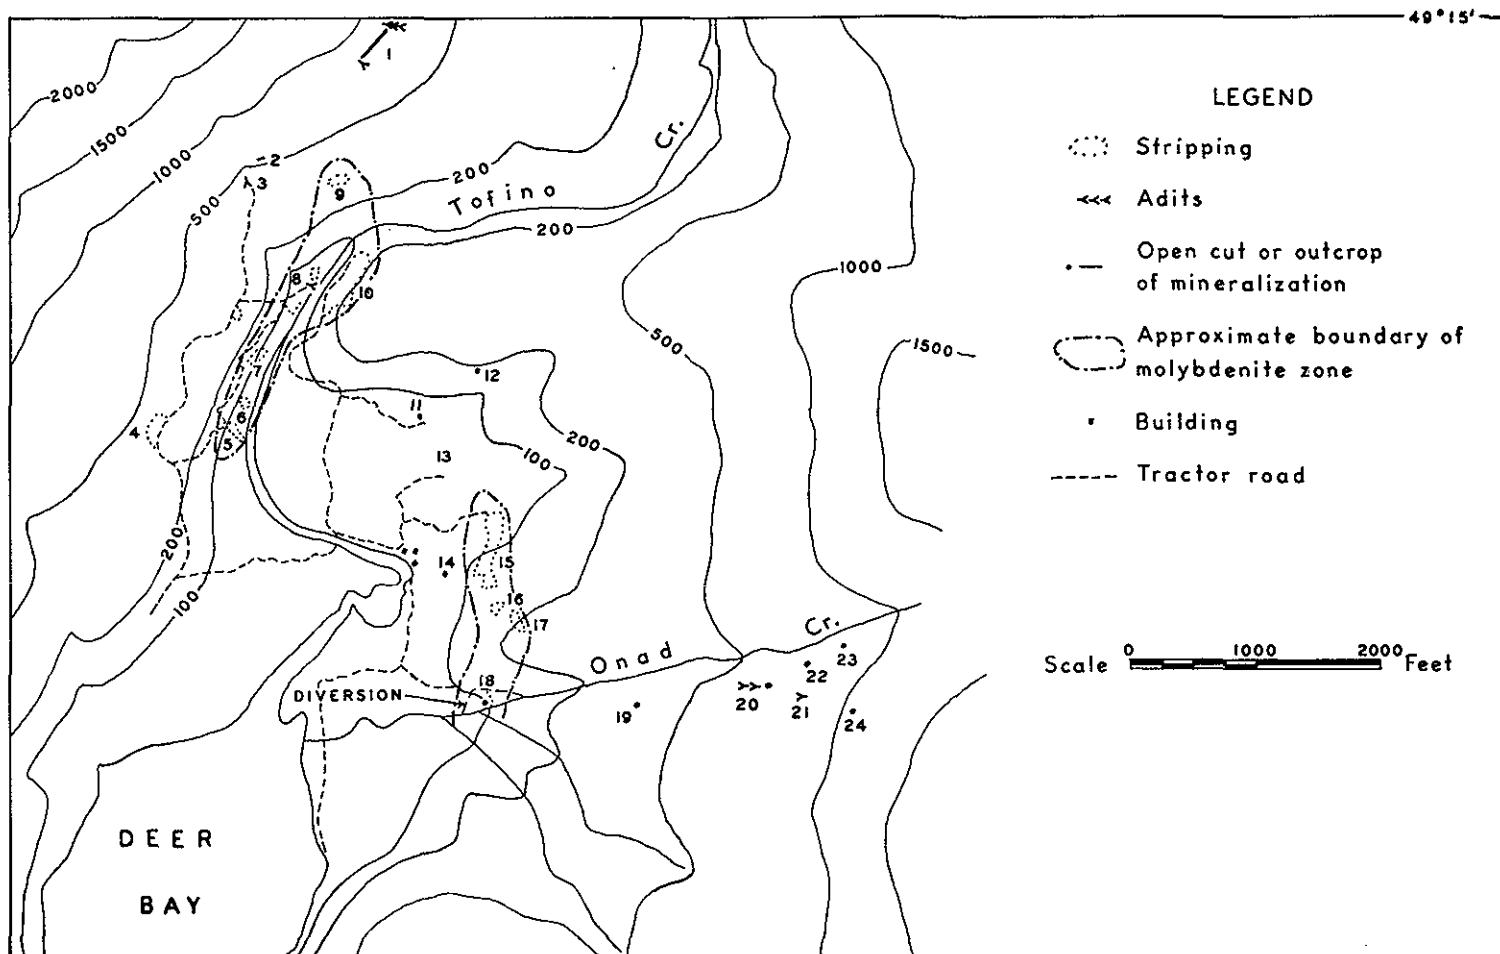 49°15'
1
2000
1500
1000
500
2
3
9
200
Tofino Cr.
200
8
10
7
6
5
4
12
11
13
200
100
500
1000
1500
200
100
14
15
16
17
Onad Cr.
18
DIVERSION
19
20
21
22
23
24
DEER
BAY
LEGEND
Stripping
Adits
Open cut or outcrop
of mineralization
Approximate boundary of
molybdenite zone
Building
Tractor road
0 1000 2000
Scale Feet